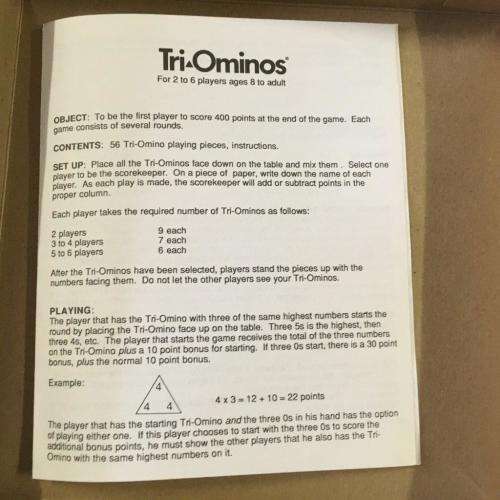 Tri▲Ominos®
For 2 to 6 players ages 8 to adult
OBJECT: To be the first player to score 400 points at the end of the game. Each
game consists of several rounds.
CONTENTS: 56 Tri-Omino playing pieces, instructions.
SET UP: Place all the Tri-Ominos face down on the table and mix them. Select one
player to be the scorekeeper. On a piece of paper, write down the name of each
player. As each play is made, the scorekeeper will add or subtract points in the
proper column.
Each player takes the required number of Tri-Ominos as follows:
2 players 9 each
3 to 4 players 7 each
5 to 6 players 6 each
After the Tri-Ominos have been selected, players stand the pieces up with the
numbers facing them. Do not let the other players see your Tri-Ominos.
PLAYING:
The player that has the Tri-Omino with three of the same highest numbers starts the
round by placing the Tri-Omino face up on the table. Three 5s is the highest, then
three 4s, etc. The player that starts the game receives the total of the three numbers
on the Tri-Omino plus a 10 point bonus for starting. If three 0s start, there is a 30 point
bonus, plus the normal 10 point bonus.
Example:
4
4 4
4 x 3 = 12 + 10 = 22 points
The player that has the starting Tri-Omino and the three 0s in his hand has the option
of playing either one. If this player chooses to start with the three 0s to score the
additional bonus points, he must show the other players that he also has the Tri-
Omino with the same highest numbers on it.